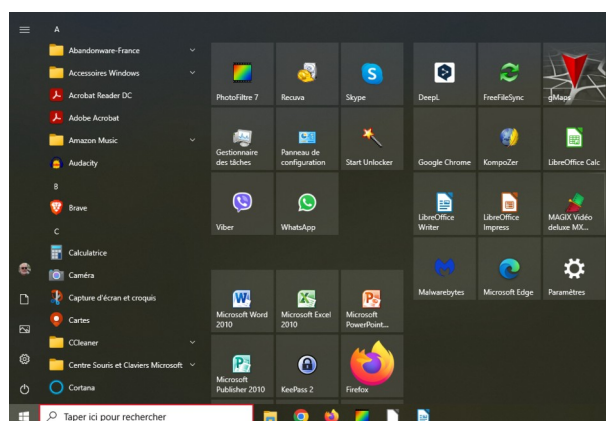 A
Abandonware-France
Accessoires Windows
Acrobat Reader DC
Adobe Acrobat
Amazon Music
Audacity
B
Brave
C
Calculatrice
Caméra
Capture d'écran et croquis
Cartes
CCleaner
Centre Souris et Claviers Microsoft
Cortana
Taper ici pour rechercher
PhotoFiltre 7
Recuva
Skype
Gestionnaire
des tâches
Panneau de
configuration
Start Unlocker
Viber
WhatsApp
Microsoft Word
2010
Microsoft Excel
2010
Microsoft
PowerPoint...
Microsoft
Publisher 2010
KeePass 2
Firefox
DeepL
FreeFileSync
gMaps
Google Chrome
KompoZer
LibreOffice Calc
LibreOffice
Writer
LibreOffice
Impress
MAGIX Vidéo
deluxe MX...
Malwarebytes
Microsoft Edge
Paramètres